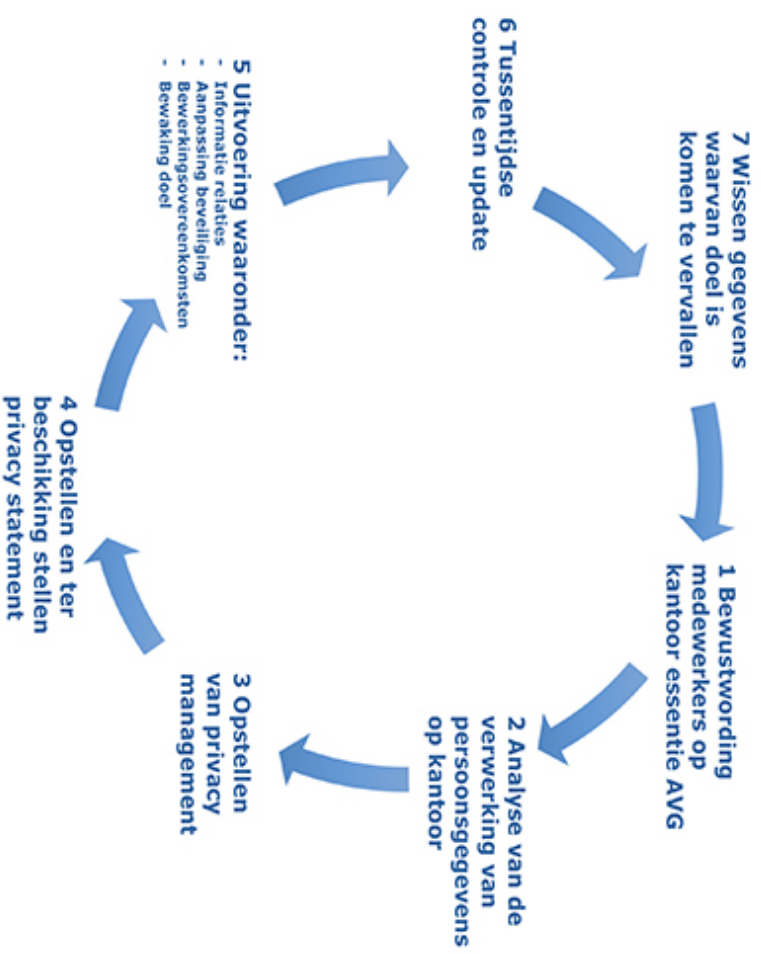 1 Bewustwording
medewerkers op
kantoor essentie AVG
2 Analyse van de
verwerking van
persoonsgegevens
op kantoor
3 Opstellen
van privacy
management
4 Opstellen en ter
beschikking stellen
privacy statement
5 Uitvoering waaronder:
- Informatie relaties
- Aanpassing beveiliging
- Bewerkingsovereenkomsten
- Bewaking doel
6 Tussentijdse
controle en update
7 Wissen gegevens
waarvan doel is
komen te vervallen